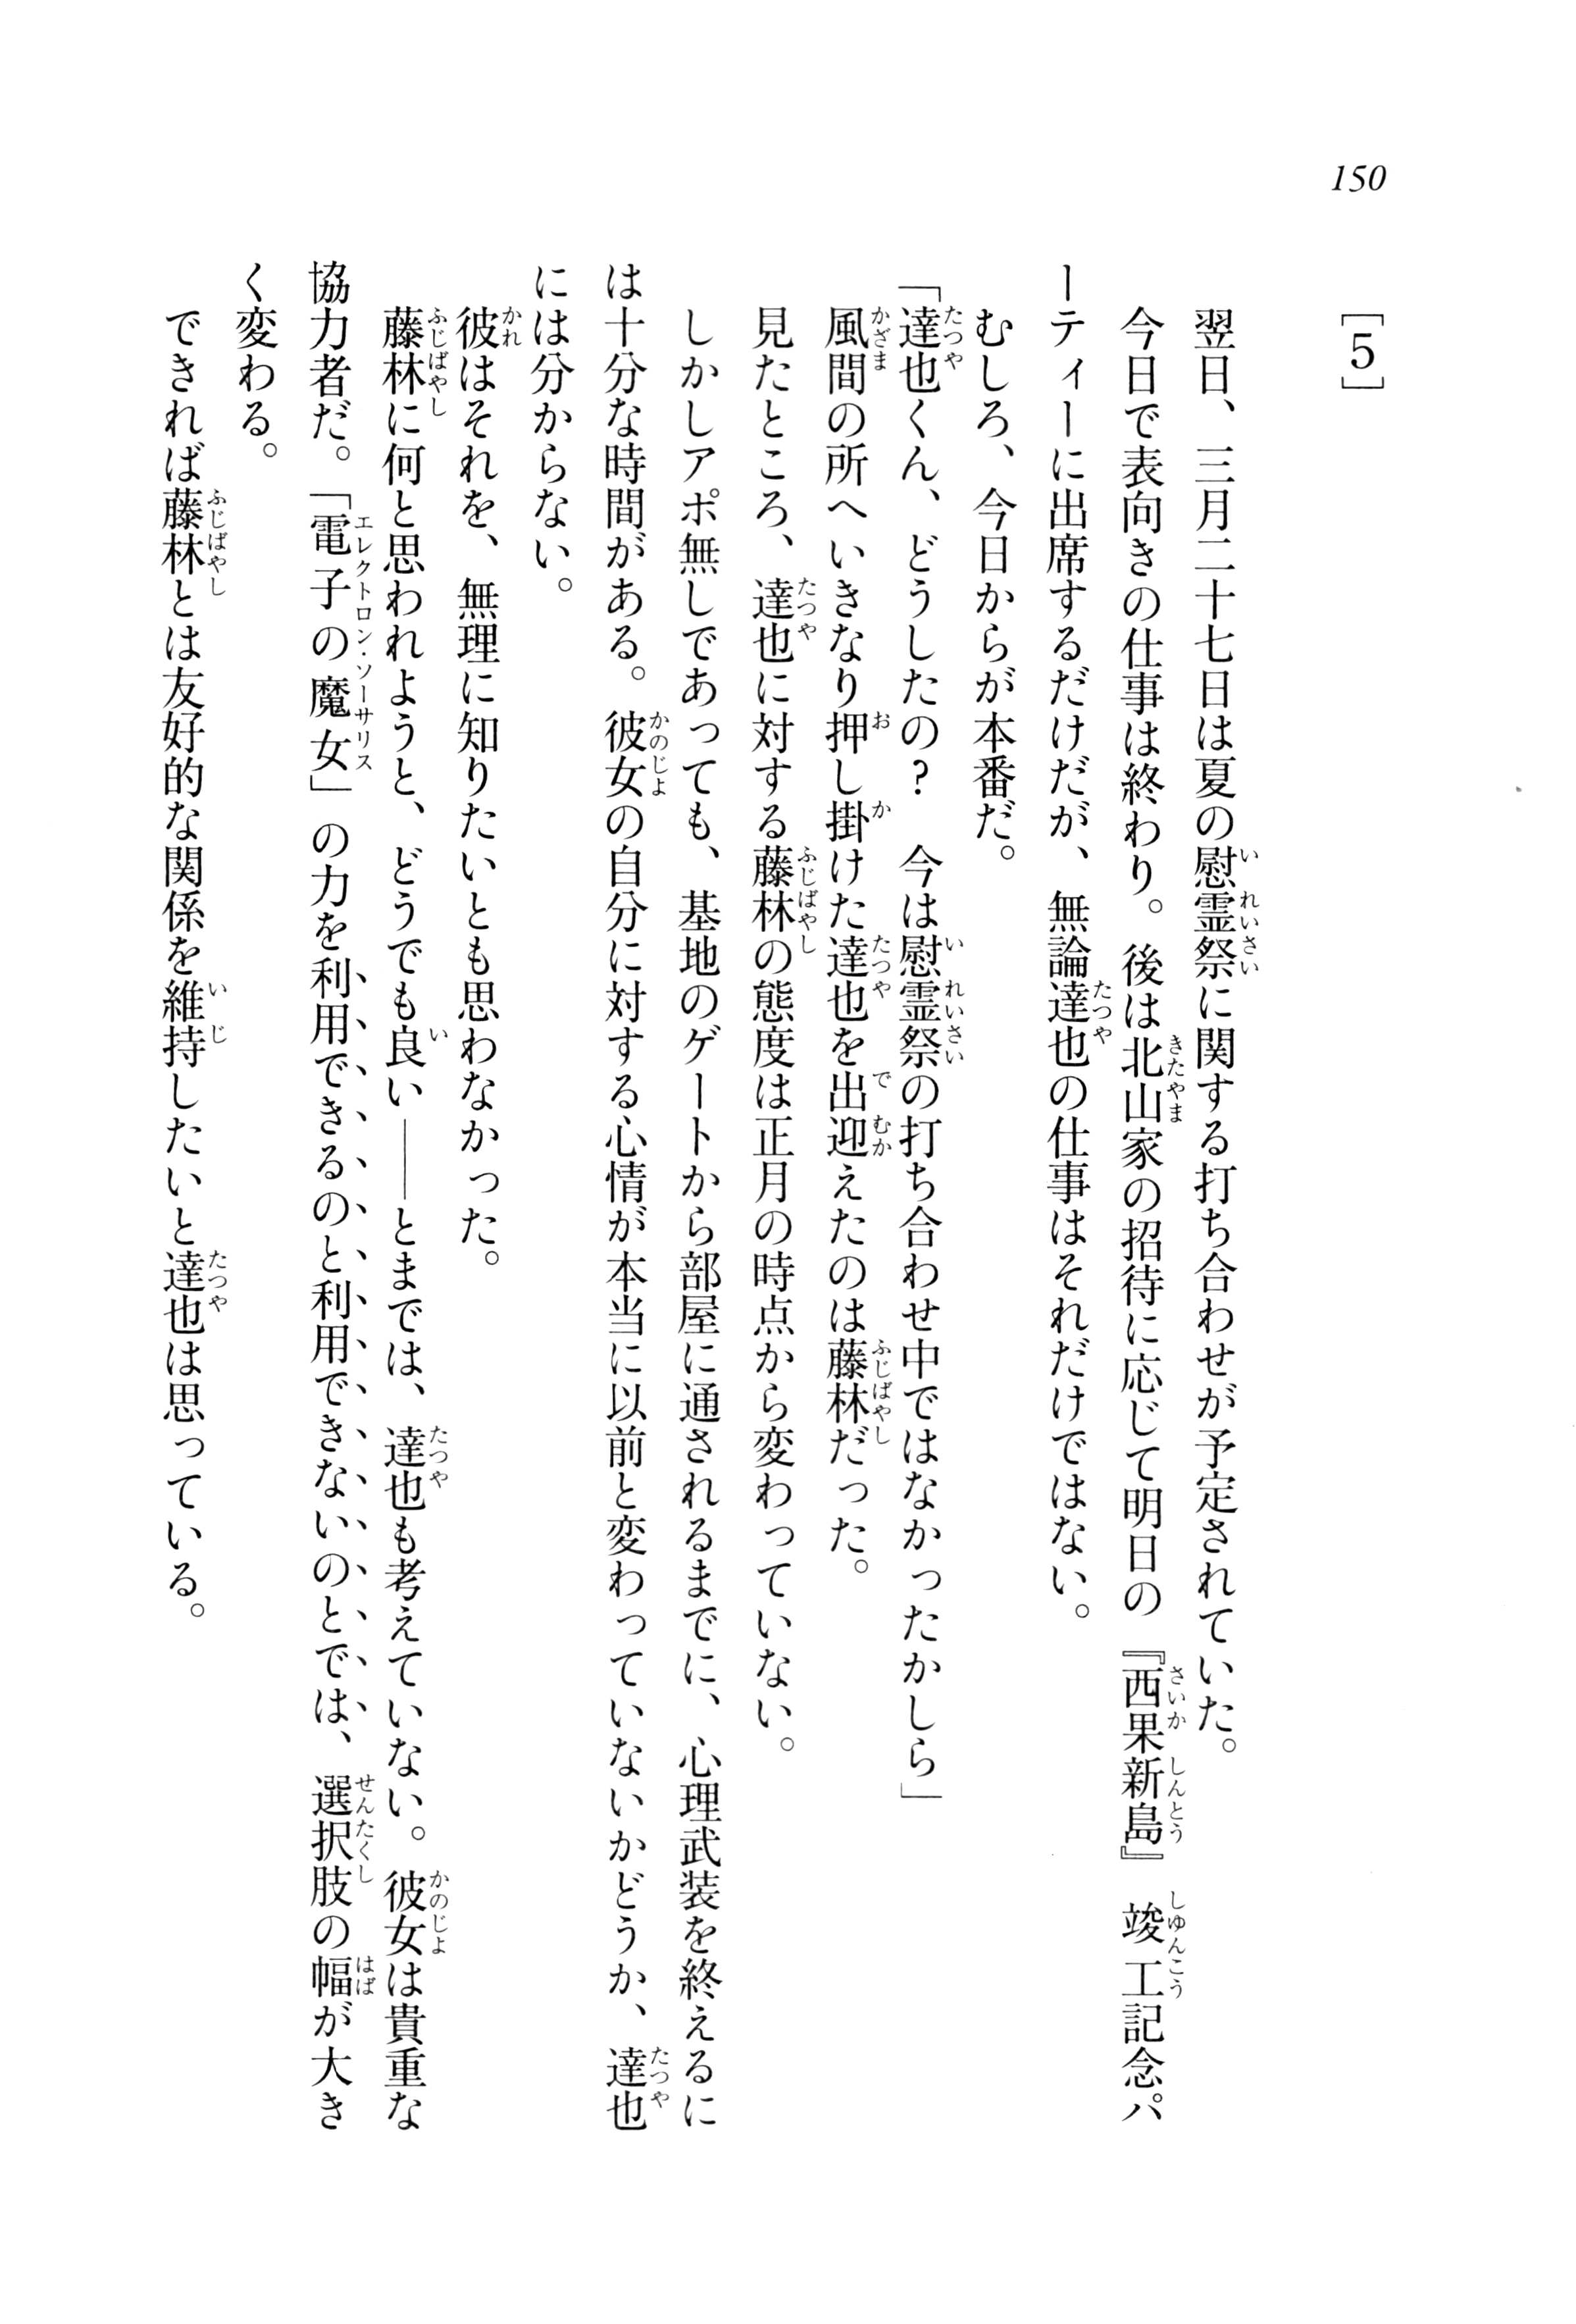 150
［5］
翌日、三月二十七日は夏の慰霊祭に関する打ち合わせが予定されていた。
今日で表向きの仕事は終わり。後は北山家の招待に応じて明日の『西果新島』竣工記念パ
ーティーに出席するだけだが、無論達也の仕事はそれだけではない。
むしろ、今日からが本番だ。
「達也くん、どうしたの？　今は慰霊祭の打ち合わせ中ではなかったかしら」
風間の所へいきなり押し掛けた達也を出迎えたのは藤林だった。
見たところ、達也に対する藤林の態度は正月の時点から変わっていない。
しかしアポ無しであっても、基地のゲートから部屋に通されるまでに、心理武装を終えるに
は十分な時間がある。彼女の自分に対する心情が本当に以前と変わっていないかどうか、達也
には分からない。
彼はそれを、無理に知りたいとも思わなかった。
藤林に何と思われようと、どうでも良い――とまでは、達也も考えていない。彼女は貴重な
協力者だ。「電子の魔女」の力を利用できるのと利用できないのとでは、選択肢の幅が大き
く変わる。
できれば藤林とは友好的な関係を維持したいと達也は思っている。